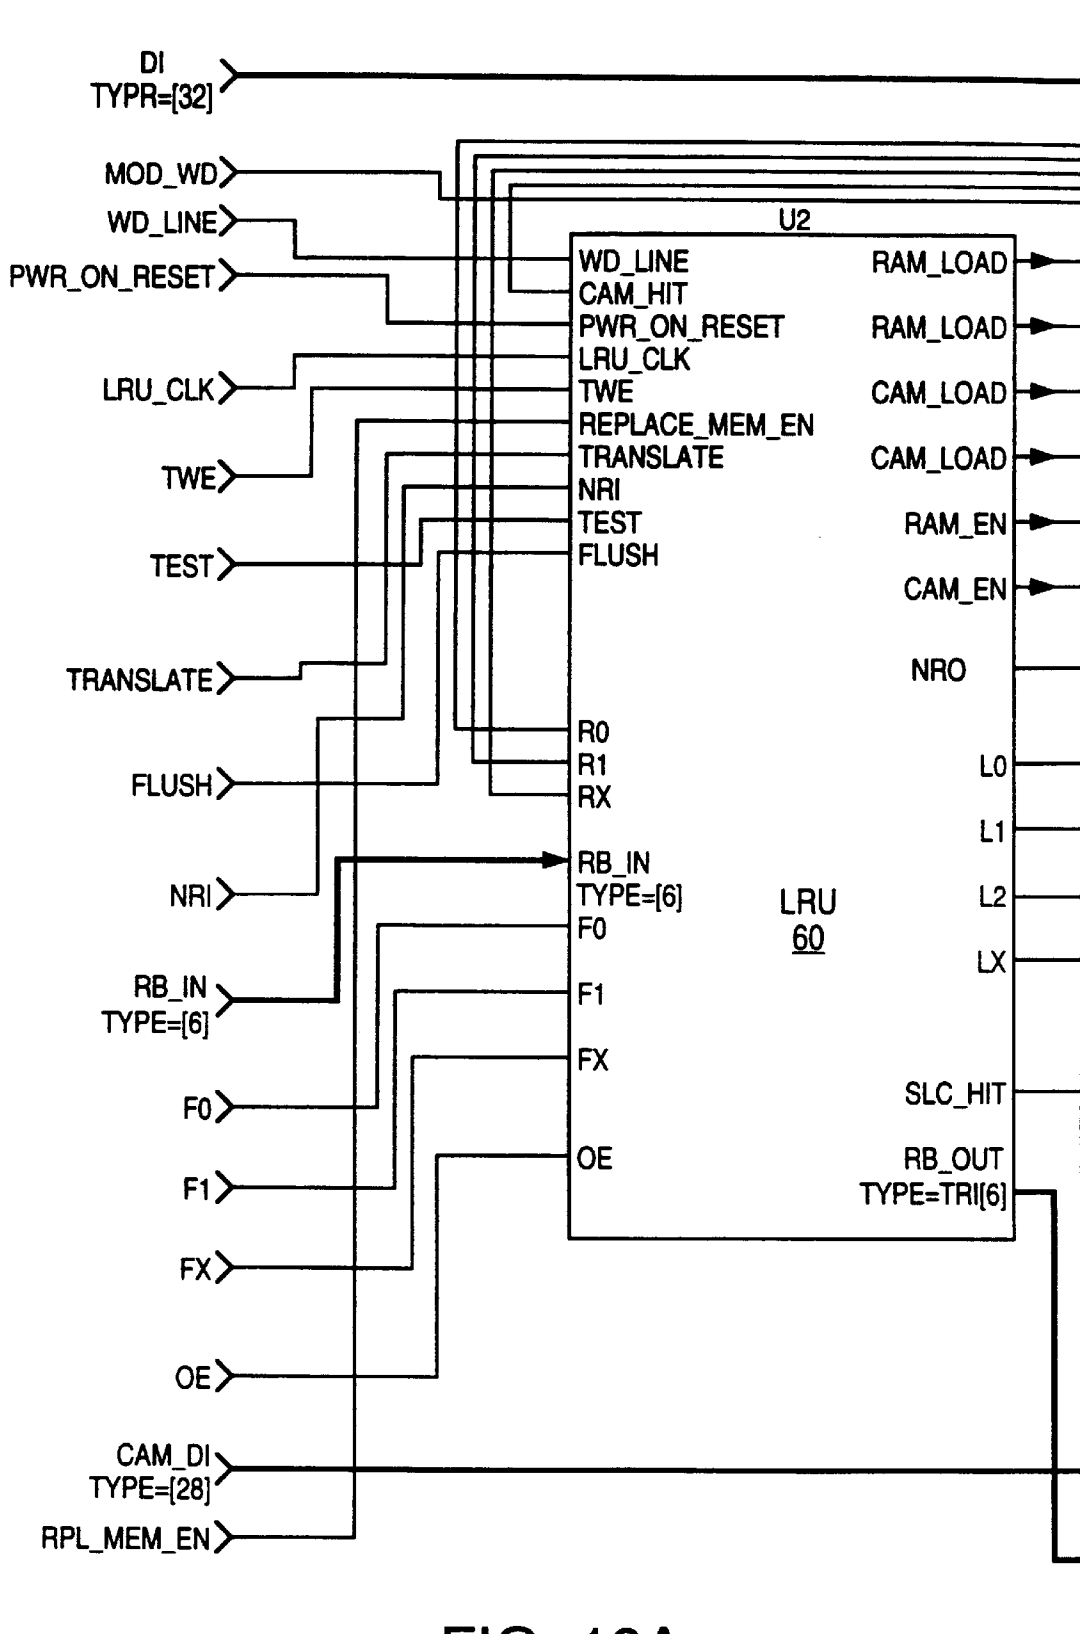 DI
TYPR=[32]
MOD_WD
WD_LINE
PWR_ON_RESET
LRU_CLK
TWE
TEST
TRANSLATE
FLUSH
NRI
RB_IN
TYPE=[6]
F0
F1
FX
OE
CAM_DI
TYPE=[28]
RPL_MEM_EN
U2
WD_LINE
CAM_HIT
PWR_ON_RESET
LRU_CLK
TWE
REPLACE_MEM_EN
TRANSLATE
NRI
TEST
FLUSH
R0
R1
RX
RB_IN
TYPE=[6]
F0
F1
FX
OE
LRU
60
RAM_LOAD
RAM_LOAD
CAM_LOAD
CAM_LOAD
RAM_EN
CAM_EN
NRO
L0
L1
L2
LX
SLC_HIT
RB_OUT
TYPE=TRI[6]